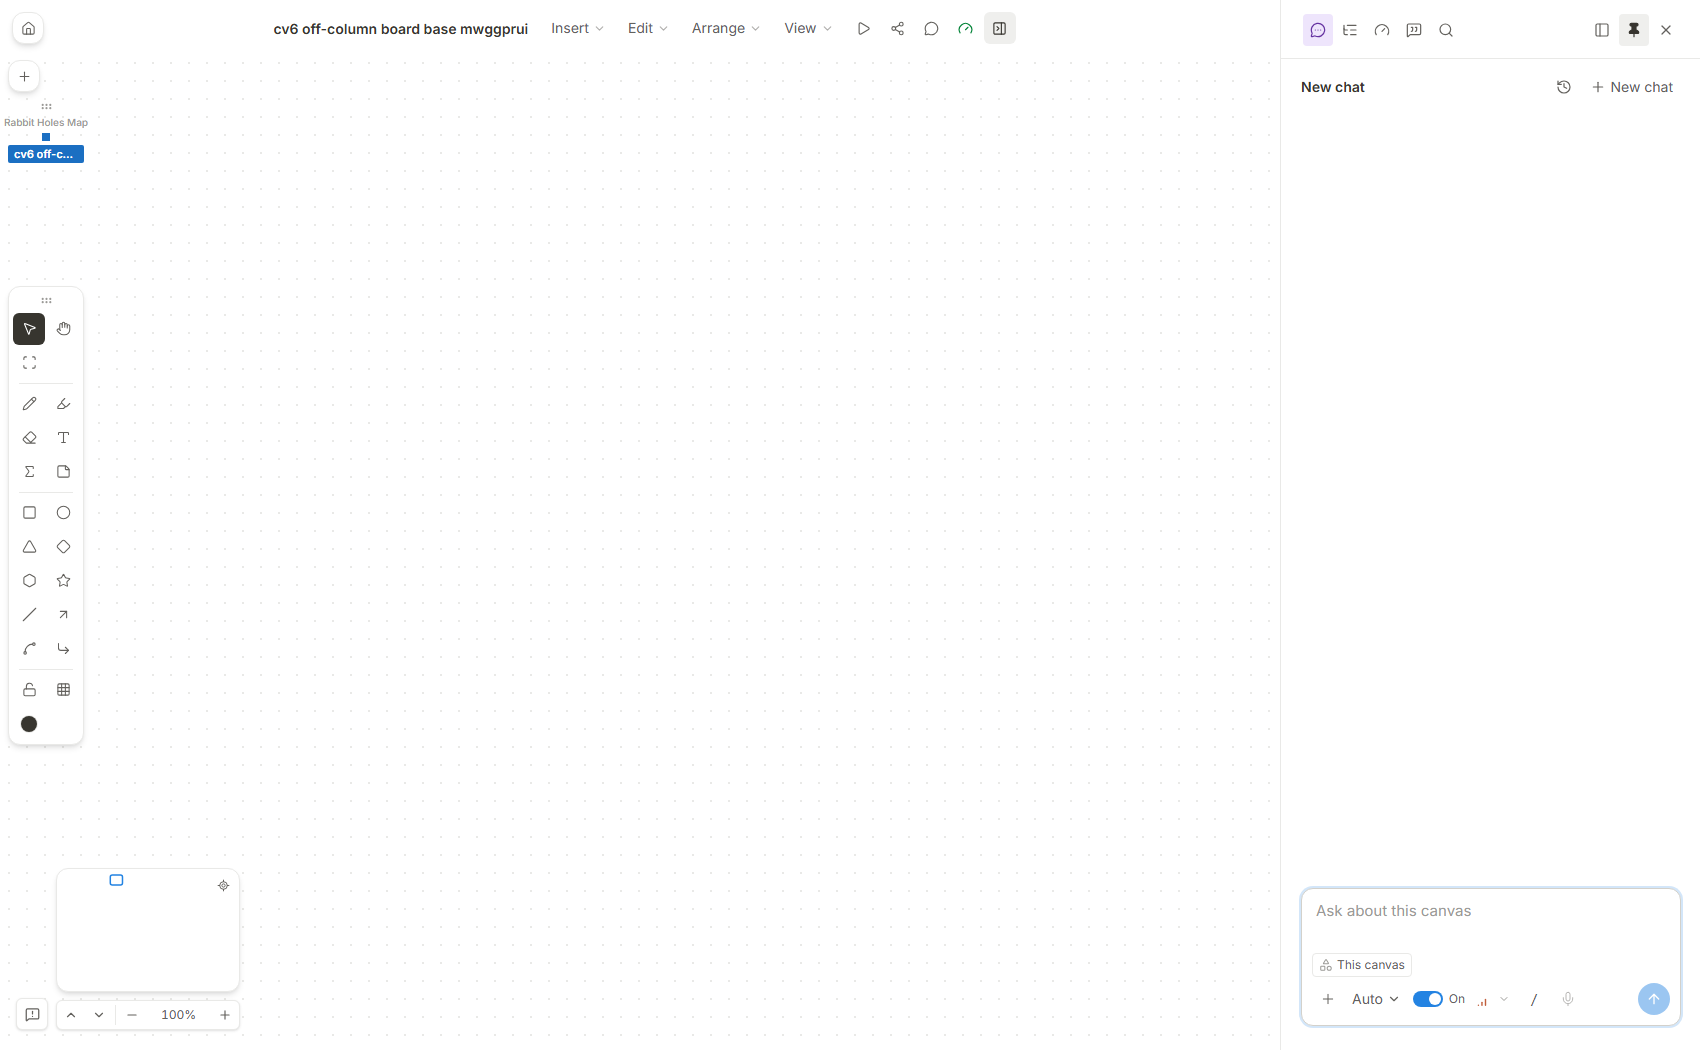 cv6 off-column board base mwggprui
Insert
Edit
Arrange
View
Rabbit Holes Map
cv6 off-c...
New chat
New chat
Ask about this canvas
This canvas
Auto
On
/
100%